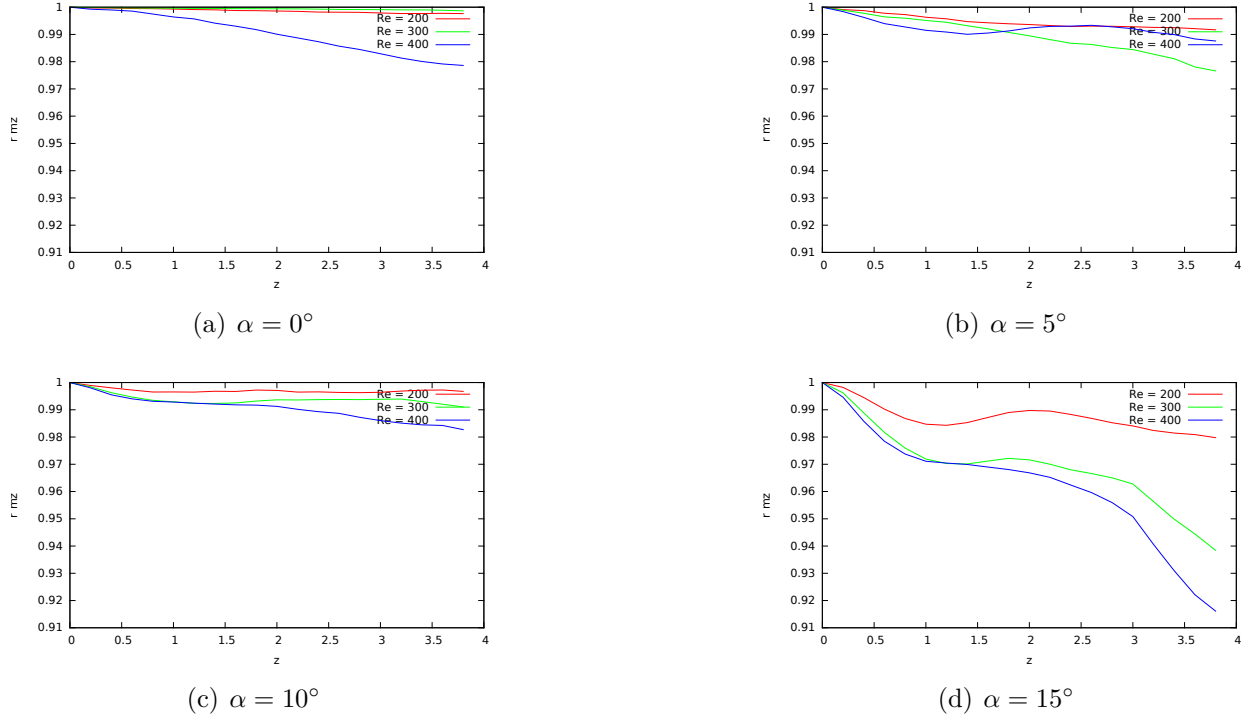 1
0.99
0.98
0.97
0.96
0.95
0.94
0.93
0.92
0.91
r mz
Re = 200
Re = 300
Re = 400
0 0.5 1 1.5 2 2.5 3 3.5 4
z
(a) α = 0°
1
0.99
0.98
0.97
0.96
0.95
0.94
0.93
0.92
0.91
r mz
Re = 200
Re = 300
Re = 400
0 0.5 1 1.5 2 2.5 3 3.5 4
z
(b) α = 5°
1
0.99
0.98
0.97
0.96
0.95
0.94
0.93
0.92
0.91
r mz
Re = 200
Re = 300
Re = 400
0 0.5 1 1.5 2 2.5 3 3.5 4
z
(c) α = 10°
1
0.99
0.98
0.97
0.96
0.95
0.94
0.93
0.92
0.91
r mz
Re = 200
Re = 300
Re = 400
0 0.5 1 1.5 2 2.5 3 3.5 4
z
(d) α = 15°